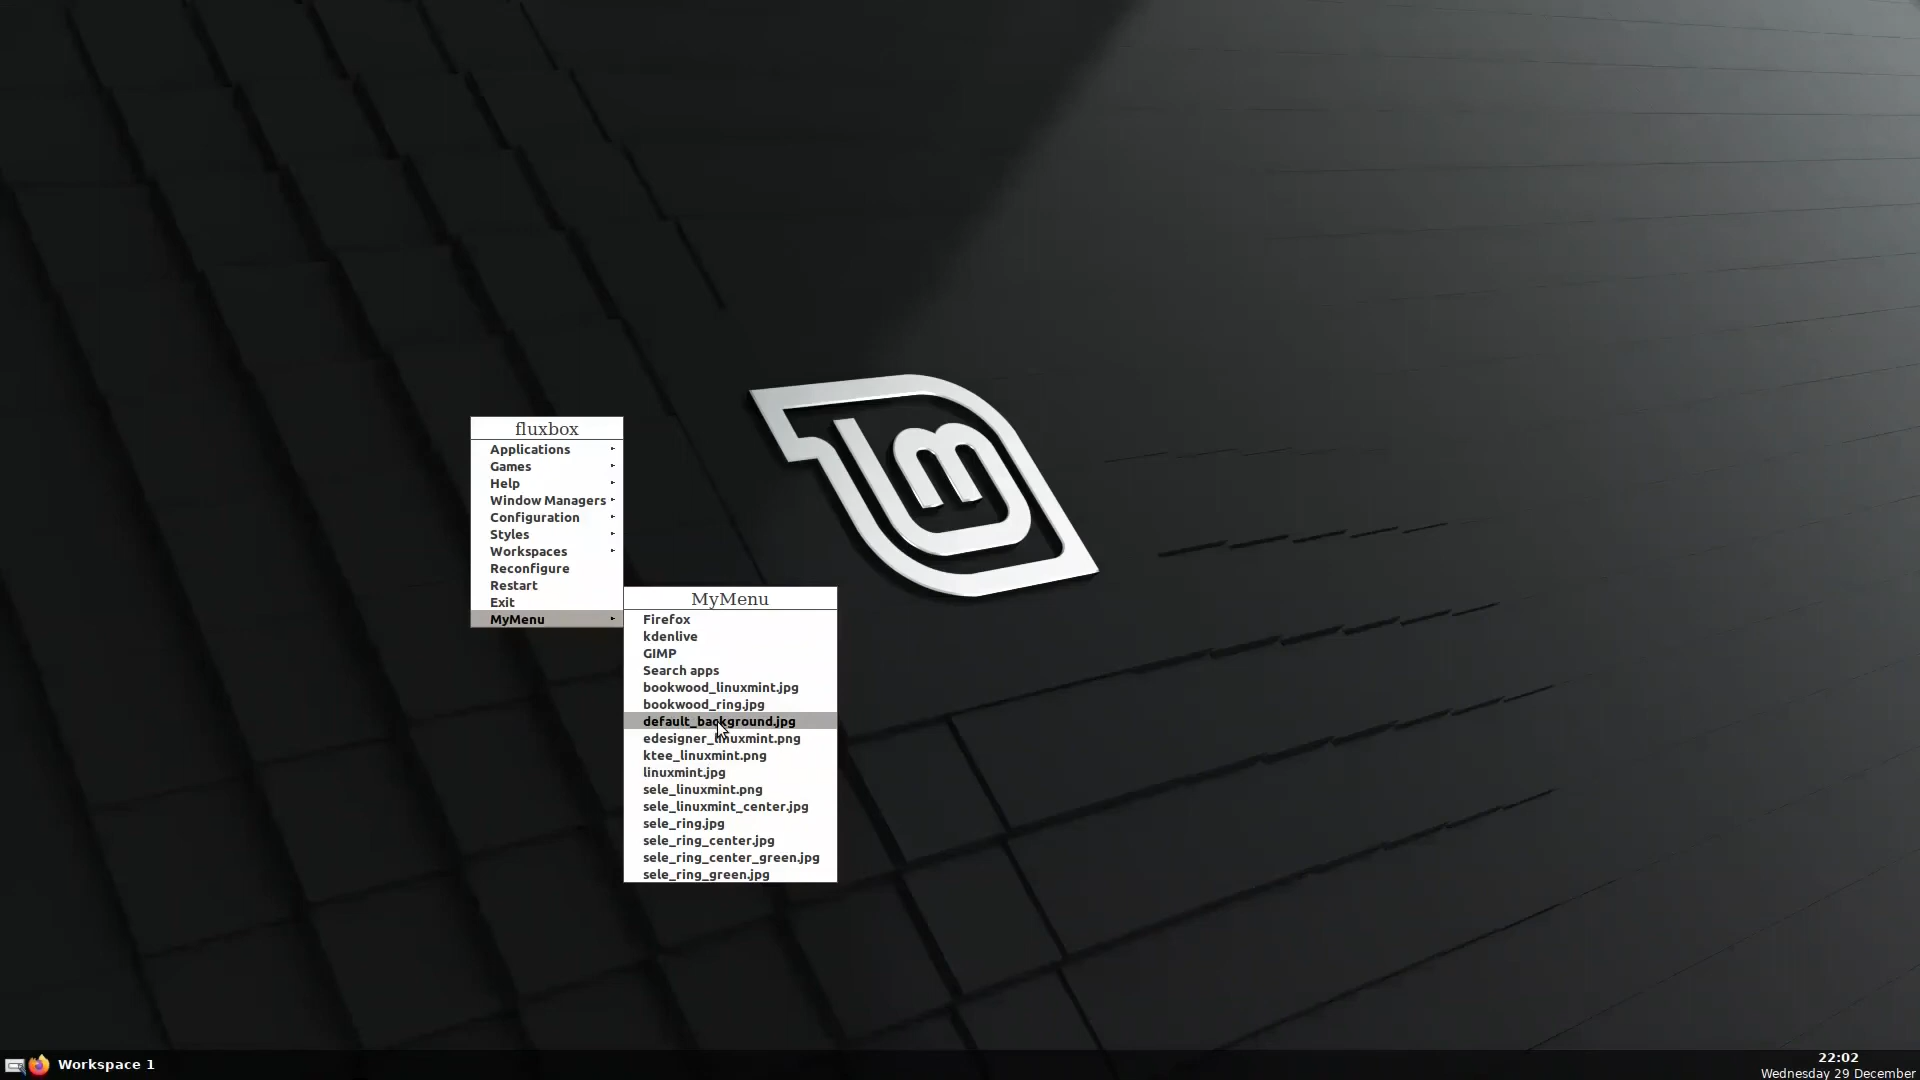 fluxbox
Applications
Games
Help
Window Managers
Configuration
Styles
Workspaces
Reconfigure
Restart
Exit
MyMenu
MyMenu
Firefox
kdenlive
GIMP
Search apps
bookwood_linuxmint.jpg
bookwood_ring.jpg
default_background.jpg
edesigner_linuxmint.png
ktee_linuxmint.png
linuxmint.jpg
sele_linuxmint.png
sele_linuxmint_center.jpg
sele_ring.jpg
sele_ring_center.jpg
sele_ring_center_green.jpg
sele_ring_green.jpg
Workspace 1
22:02
Wednesday 29 December